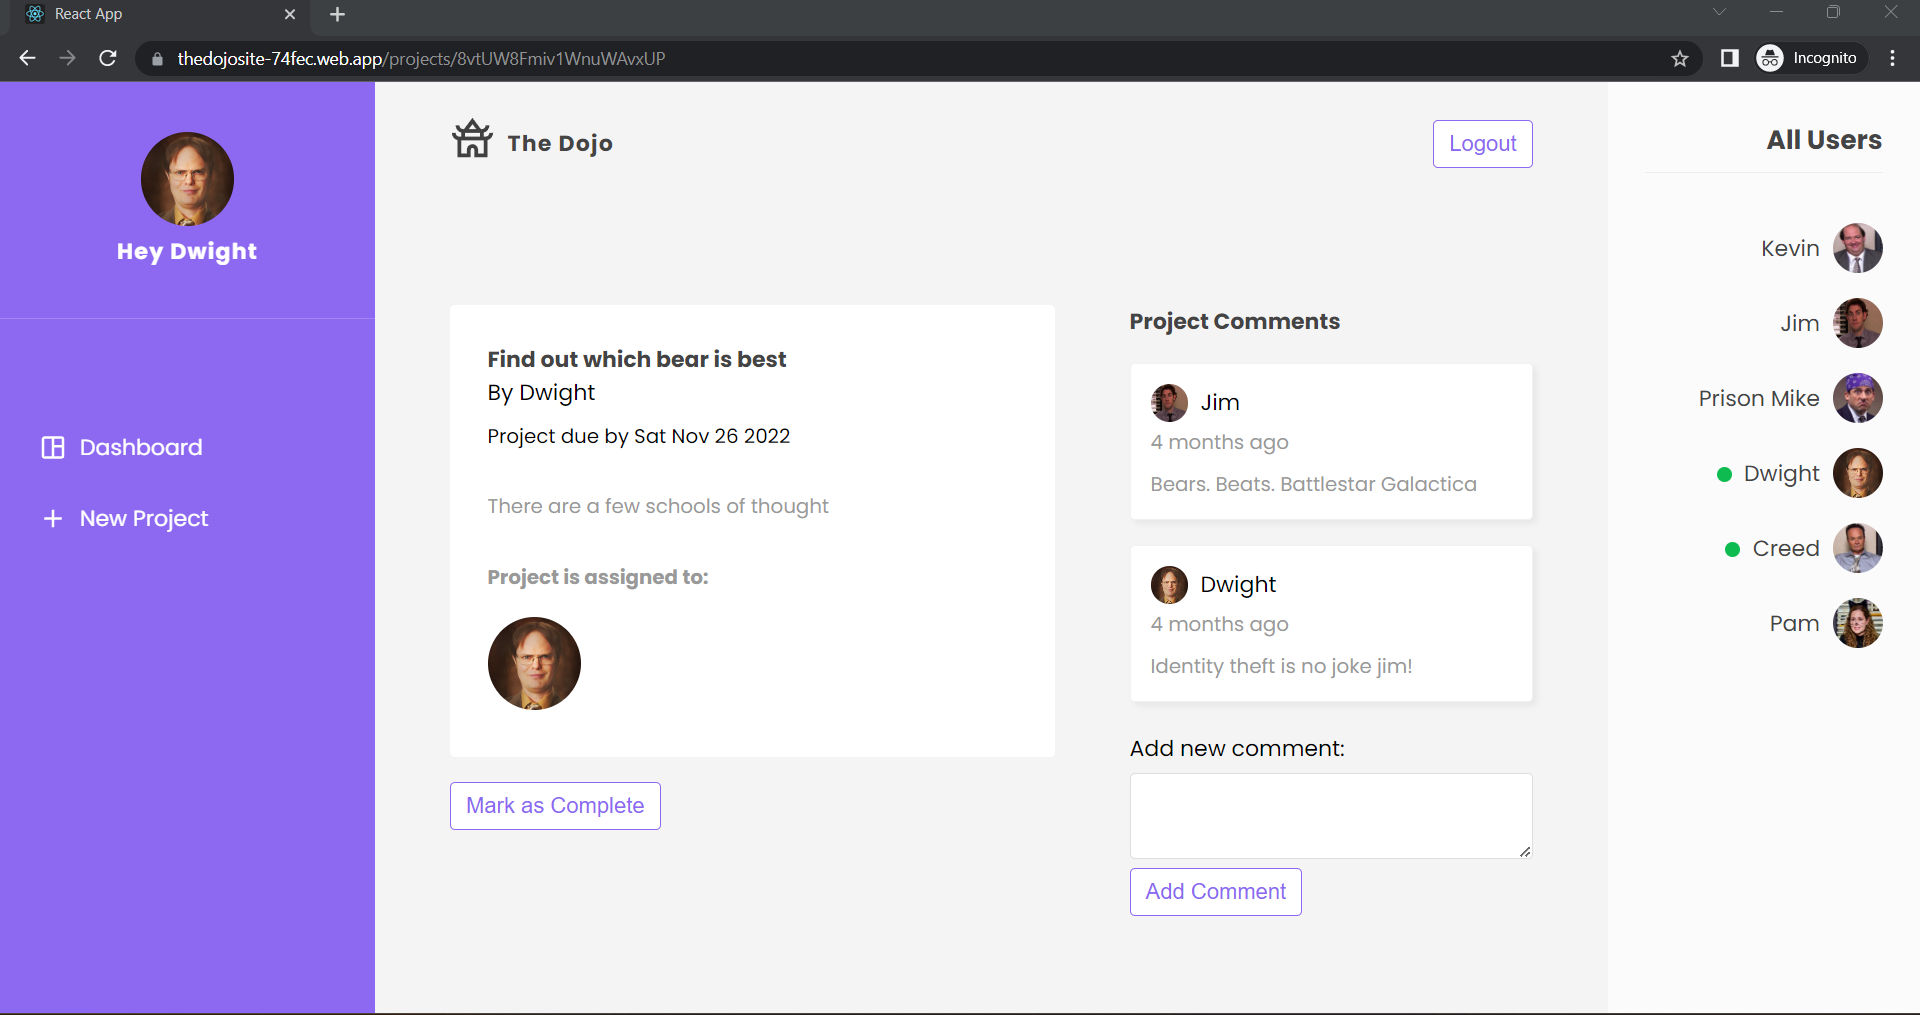 React App
thedojosite-74fec.web.app/projects/8vtUW8Fmiv1WnuWAvxUP
Incognito
Hey Dwight
Dashboard
New Project
The Dojo
Logout
Find out which bear is best
By Dwight
Project due by Sat Nov 26 2022
There are a few schools of thought
Project is assigned to:
Mark as Complete
Project Comments
Jim
4 months ago
Bears. Beats. Battlestar Galactica
Dwight
4 months ago
Identity theft is no joke jim!
Add new comment:
Add Comment
All Users
Kevin
Jim
Prison Mike
Dwight
Creed
Pam